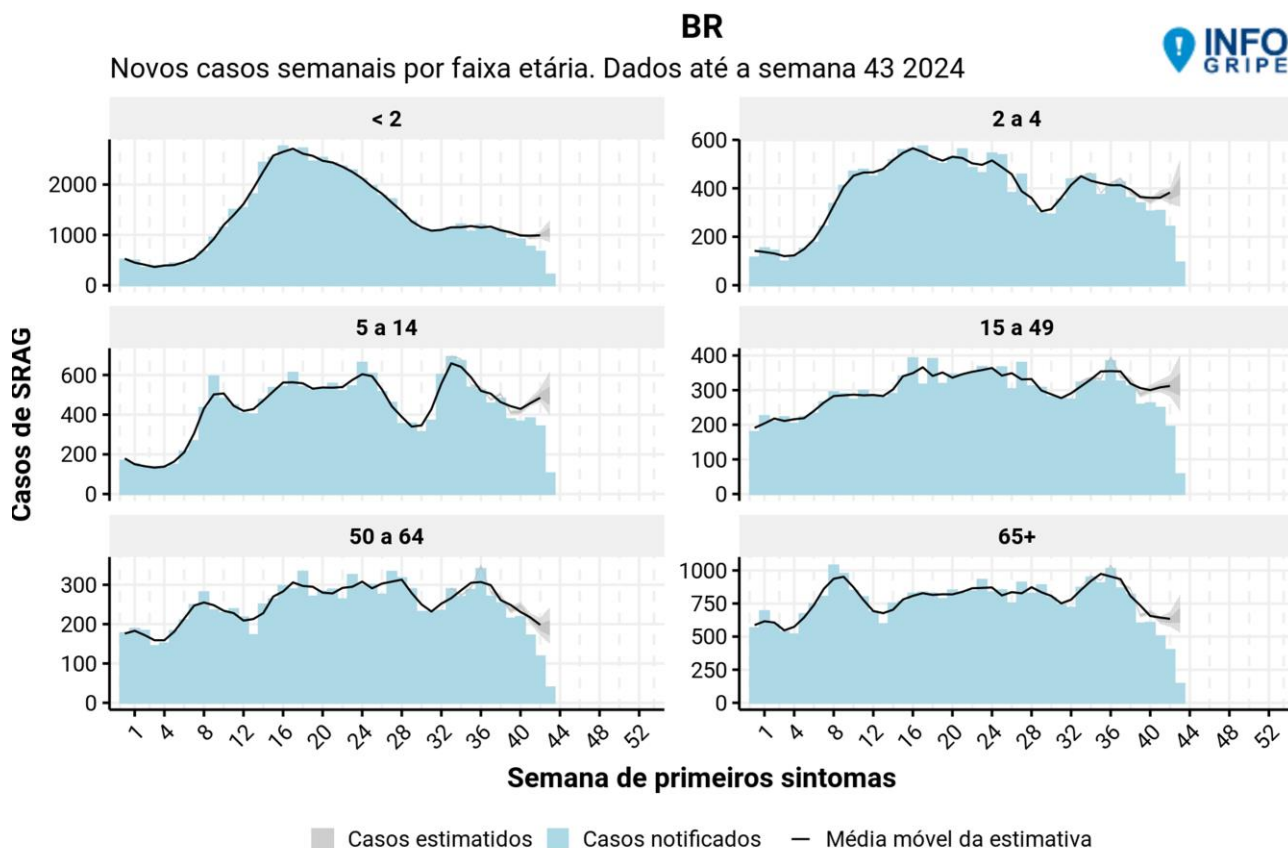 BR
INFO
GRIPE
Novos casos semanais por faixa etária. Dados até a semana 43 2024
< 2
2 a 4
2000
1000
0
600
400
200
0
5 a 14
15 a 49
600
400
200
0
400
300
200
100
0
50 a 64
65+
300
200
100
0
1000
750
500
250
0
1 4 8 12 16 20 24 28 32 36 40 44 48 52
1 4 8 12 16 20 24 28 32 36 40 44 48 52
Casos de SRAG
Semana de primeiros sintomas
Casos estimatidos Casos notificados Média móvel da estimativa